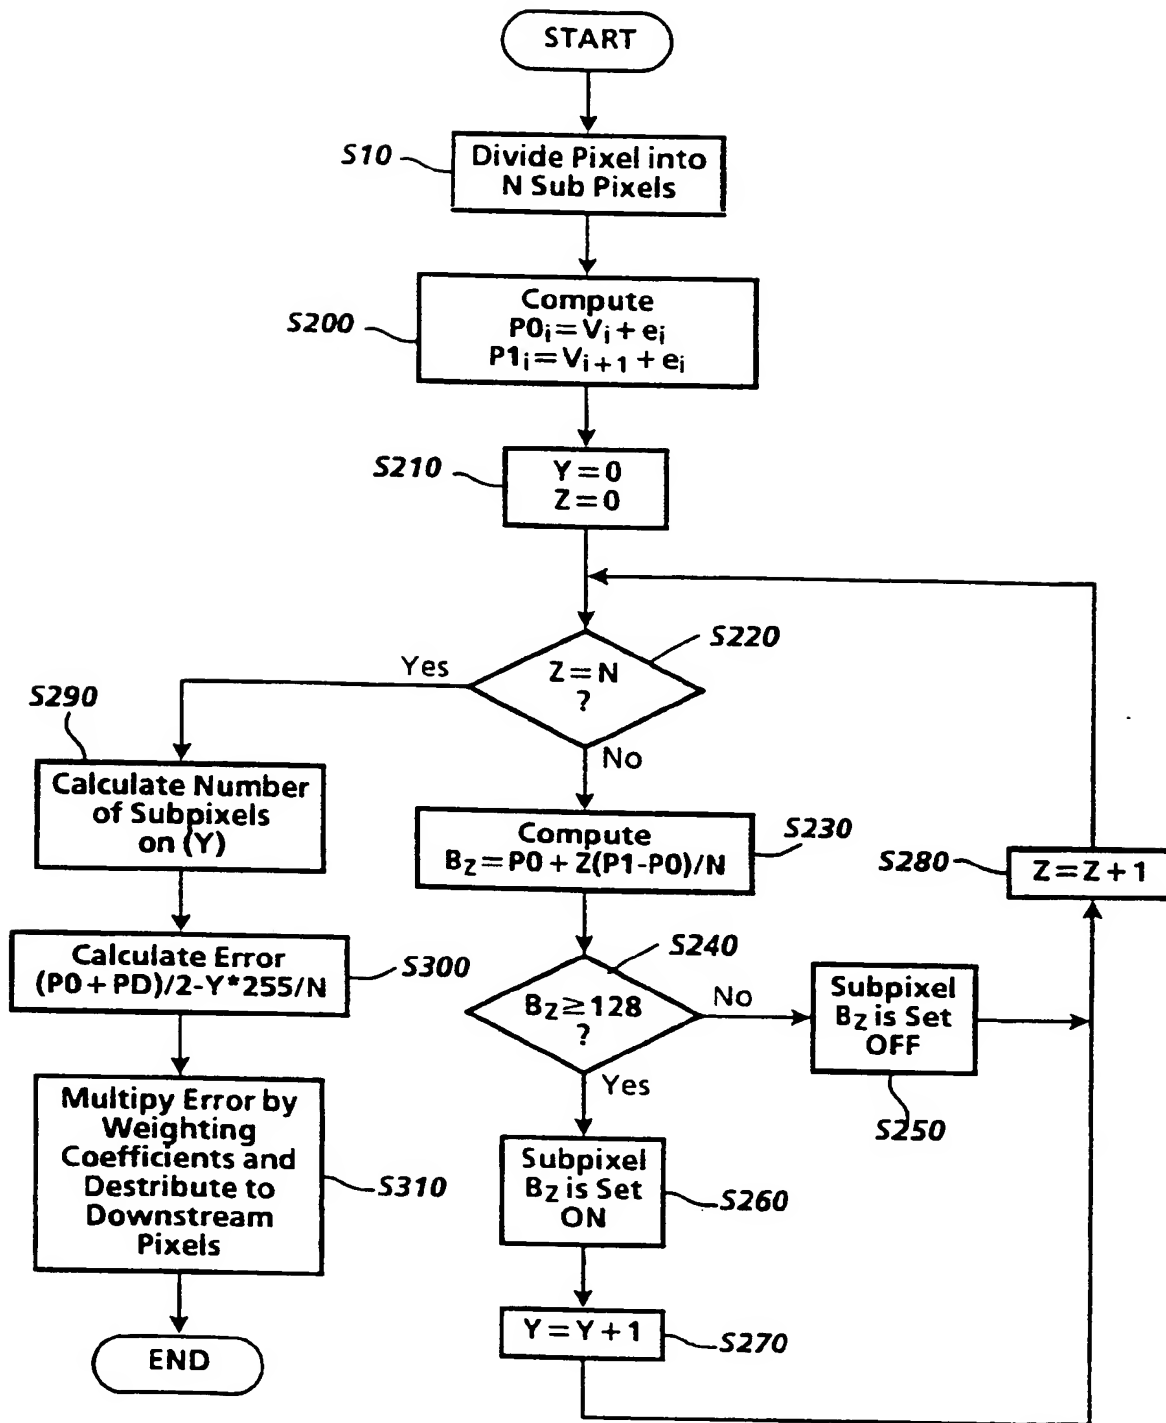 START
S10
Divide Pixel into
N Sub Pixels
S200
Compute
P0i = Vi + ei
P1i = Vi+1 + ei
S210
Y = 0
Z = 0
S220
Z = N
?
Yes
No
S290
Calculate Number
of Subpixels
on (Y)
S230
Compute
BZ = P0 + Z(P1-P0)/N
S280
Z = Z + 1
S300
Calculate Error
(P0 + PD)/2-Y*255/N
S240
BZ ≧ 128
?
No
Yes
Subpixel
BZ is Set
OFF
S250
Multipy Error by
Weighting
Coefficients and
Destribute to
Downstream
Pixels
S310
Subpixel
BZ is Set
ON
S260
Y = Y + 1
S270
END